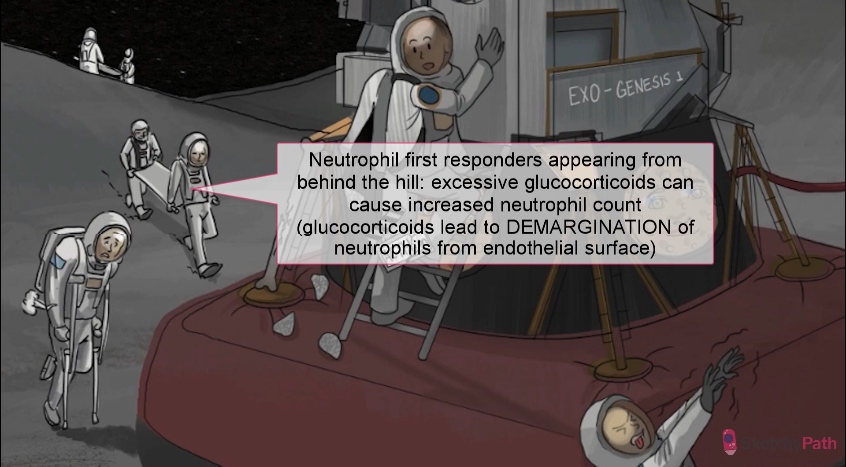 EXO-GENESIS 1
Neutrophil first responders appearing from
behind the hill: excessive glucocorticoids can
cause increased neutrophil count
(glucocorticoids lead to DEMARGINATION of
neutrophils from endothelial surface)
SketchyPath